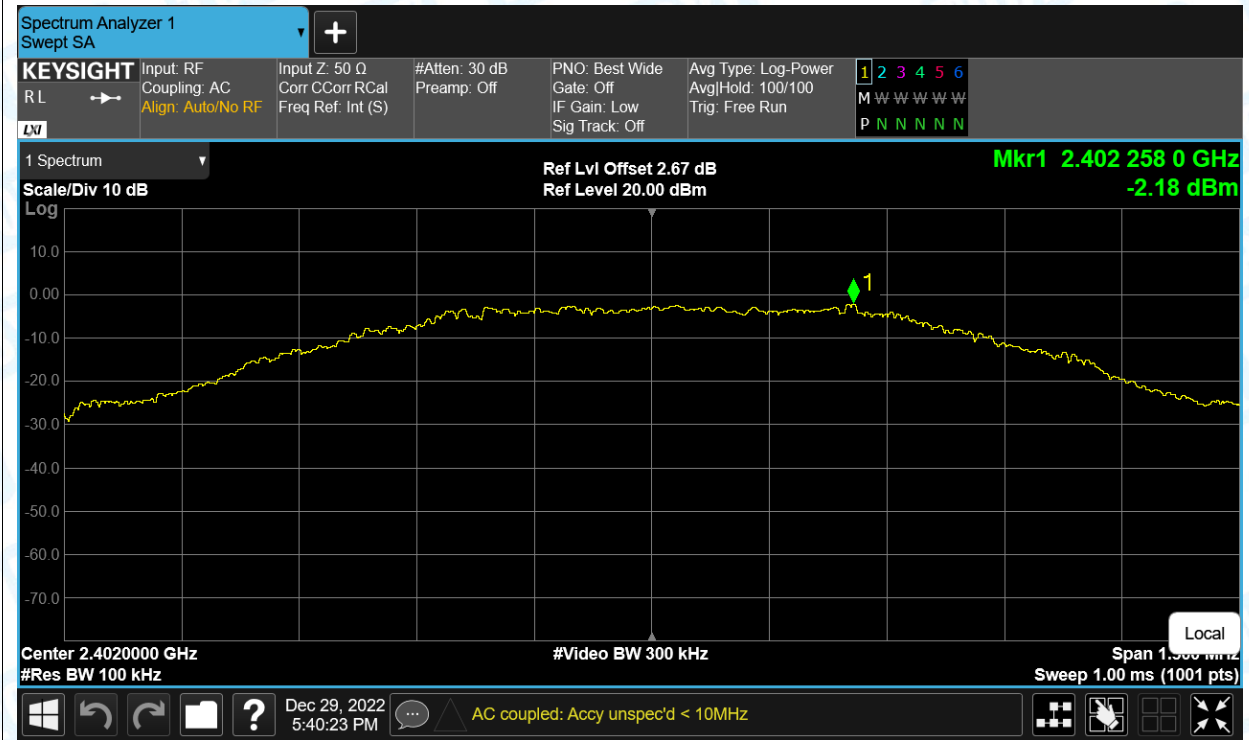 Spectrum Analyzer 1
Swept SA
KEYSIGHT
R L
LXI
Input: RF
Coupling: AC
Align: Auto/No RF
Input Z: 50 Ω
Corr CCorr RCal
Freq Ref: Int (S)
#Atten: 30 dB
Preamp: Off
PNO: Best Wide
Gate: Off
IF Gain: Low
Sig Track: Off
Avg Type: Log-Power
Avg|Hold: 100/100
Trig: Free Run
1 2 3 4 5 6
M W W W W W
P N N N N N
1 Spectrum
Scale/Div 10 dB
Log
Ref Lvl Offset 2.67 dB
Ref Level 20.00 dBm
Mkr1 2.402 258 0 GHz
-2.18 dBm
10.0
0.00
-10.0
-20.0
-30.0
-40.0
-50.0
-60.0
-70.0
1
Center 2.4020000 GHz
#Res BW 100 kHz
#Video BW 300 kHz
Local
Span
Sweep 1.00 ms (1001 pts)
?
Dec 29, 2022
5:40:23 PM
AC coupled: Accy unspec'd < 10MHz